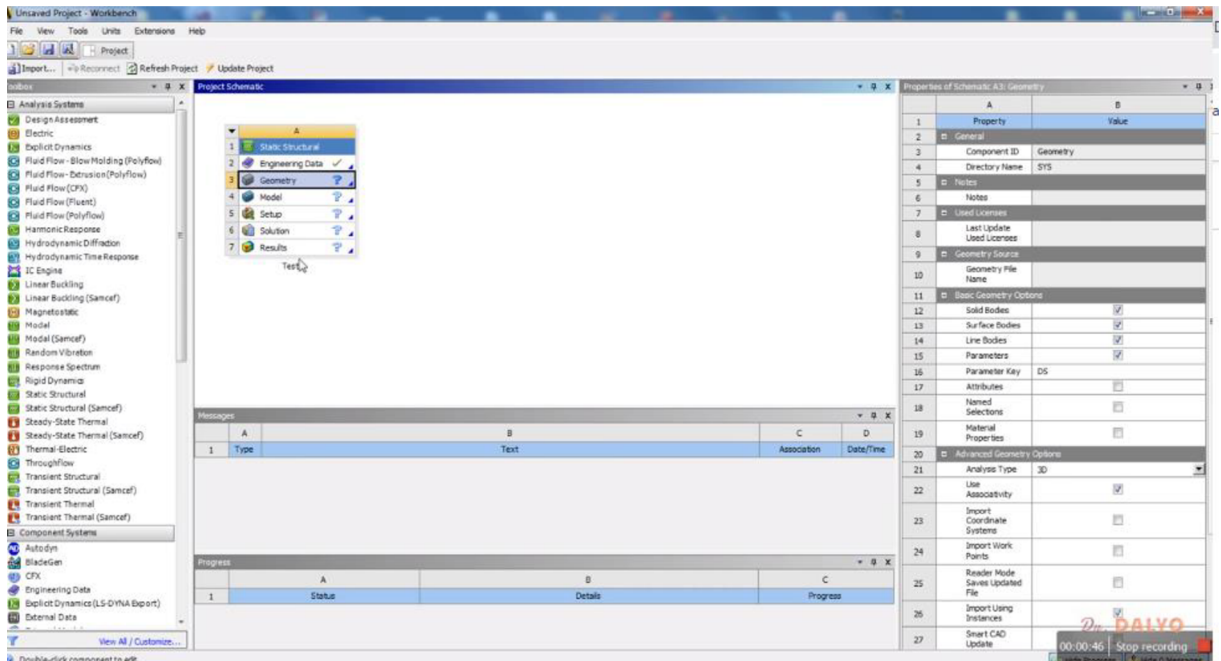 Unsaved Project - Workbench
File View Tools Units Extensions Help
Project
Import... Reconnect Refresh Project Update Project
Project Schematic
Properties of Schematic A3: Geometry
Analysis Systems
Design Assessment
Electric
Explicit Dynamics
Fluid Flow - Blow Molding (Polyflow)
Fluid Flow - Extrusion (Polyflow)
Fluid Flow (CFX)
Fluid Flow (Fluent)
Fluid Flow (Polyflow)
Harmonic Response
Hydrodynamic Diffraction
Hydrodynamic Time Response
IC Engine
Linear Buckling
Linear Buckling (Samcef)
Magnetostatic
Modal
Modal (Samcef)
Random Vibration
Response Spectrum
Rigid Dynamics
Static Structural
Static Structural (Samcef)
Steady-State Thermal
Steady-State Thermal (Samcef)
Thermal-Electric
Throughflow
Transient Structural
Transient Structural (Samcef)
Transient Thermal
Transient Thermal (Samcef)
Component Systems
Autodyn
BladeGen
CFX
Engineering Data
Explicit Dynamics (LS-DYNA Export)
External Data
View All / Customize...
Double-click component to edit.
A
1 Static Structural
2 Engineering Data
3 Geometry
4 Model
5 Setup
6 Solution
7 Results
Test
Messages
A B C D
1 Type Text Association Date/Time
Progress
A B C
1 Status Details Progress
A B
1 Property Value
2 General
3 Component ID Geometry
4 Directory Name SYS
5 Notes
6 Notes
7 Used Licenses
8 Last Update
Used Licenses
9 Geometry Source
10 Geometry File
Name
11 Basic Geometry Options
12 Solid Bodies
13 Surface Bodies
14 Line Bodies
15 Parameters
16 Parameter Key DS
17 Attributes
18 Named
Selections
19 Material
Properties
20 Advanced Geometry Options
21 Analysis Type 3D
22 Use
Associativity
23 Import
Coordinate
Systems
24 Import Work
Points
25 Reader Mode
Saves Updated
File
26 Import Using
Instances
27 Smart CAD
Update
Dr. DALYO
00:00:46 Stop recording